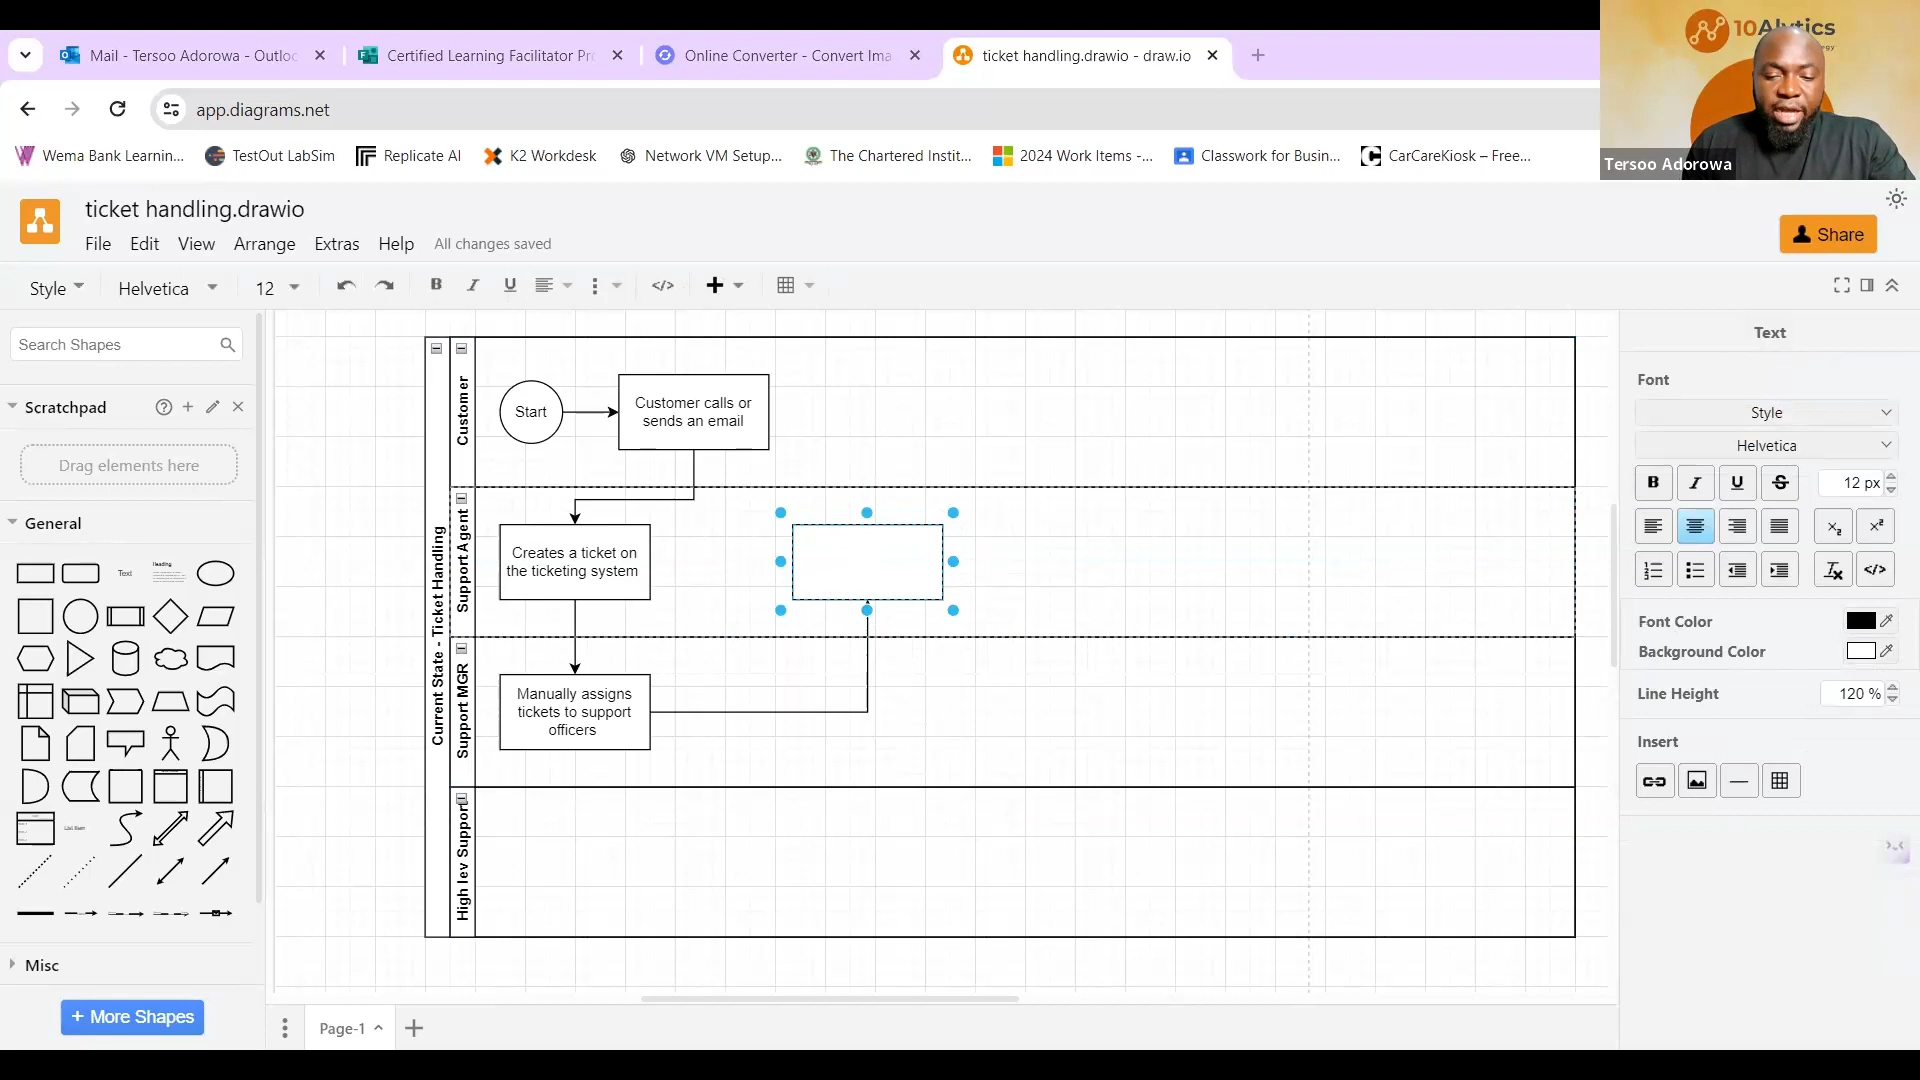 Mail - Tersoo Adorowa - Outlo
Certified Learning Facilitator Pr
Online Converter - Convert Ima
ticket handling.drawio - draw.io
app.diagrams.net
Wema Bank Learnin...
TestOut LabSim
Replicate AI
K2 Workdesk
Network VM Setup...
The Chartered Instit...
2024 Work Items -...
Classwork for Busin...
CarCareKiosk – Free...
10Alytics
Tersoo Adorowa
ticket handling.drawio
File
Edit
View
Arrange
Extras
Help
All changes saved
Share
Style
Helvetica
12
Search Shapes
Scratchpad
Drag elements here
General
Text
Heading
List Item
Misc
+ More Shapes
Current State - Ticket Handling
Customer
Start
Customer calls or
sends an email
Support Agent
Creates a ticket on
the ticketing system
Support MGR
Manually assigns
tickets to support
officers
High lev Support
Page-1
Text
Font
Style
Helvetica
12 px
Font Color
Background Color
Line Height
120 %
Insert